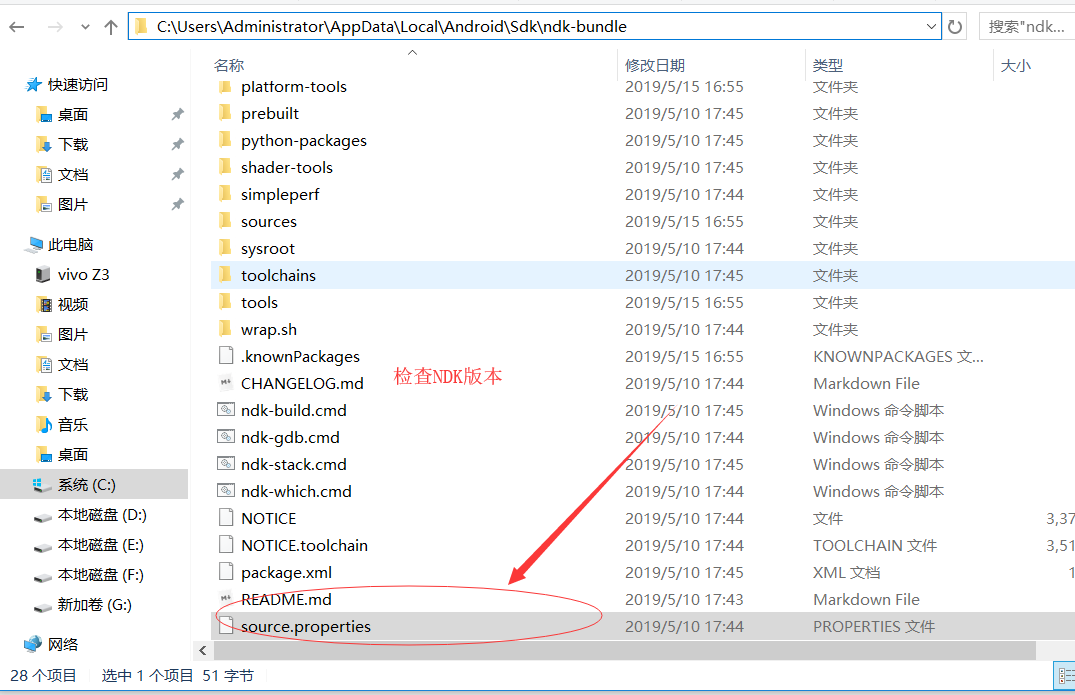 C:\Users\Administrator\AppData\Local\Android\Sdk\ndk-bundle 搜索"ndk...
名称 修改日期 类型 大小
快速访问
桌面
下载
文档
图片
此电脑
vivo Z3
视频
图片
文档
下载
音乐
桌面
系统 (C:)
本地磁盘 (D:)
本地磁盘 (E:)
本地磁盘 (F:)
新加卷 (G:)
网络
platform-tools 2019/5/15 16:55 文件夹
prebuilt 2019/5/10 17:45 文件夹
python-packages 2019/5/10 17:45 文件夹
shader-tools 2019/5/10 17:45 文件夹
simpleperf 2019/5/10 17:44 文件夹
sources 2019/5/15 16:55 文件夹
sysroot 2019/5/10 17:44 文件夹
toolchains 2019/5/10 17:45 文件夹
tools 2019/5/15 16:55 文件夹
wrap.sh 2019/5/10 17:44 文件夹
.knownPackages 2019/5/15 16:55 KNOWNPACKAGES 文...
CHANGELOG.md 2019/5/10 17:44 Markdown File
检查NDK版本
ndk-build.cmd 2019/5/10 17:45 Windows 命令脚本
ndk-gdb.cmd 2019/5/10 17:44 Windows 命令脚本
ndk-stack.cmd 2019/5/10 17:45 Windows 命令脚本
ndk-which.cmd 2019/5/10 17:44 Windows 命令脚本
NOTICE 2019/5/10 17:44 文件 3,37
NOTICE.toolchain 2019/5/10 17:44 TOOLCHAIN 文件 3,51
package.xml 2019/5/10 17:45 XML 文档 1
README.md 2019/5/10 17:43 Markdown File
source.properties 2019/5/10 17:44 PROPERTIES 文件
28 个项目 选中 1 个项目 51 字节